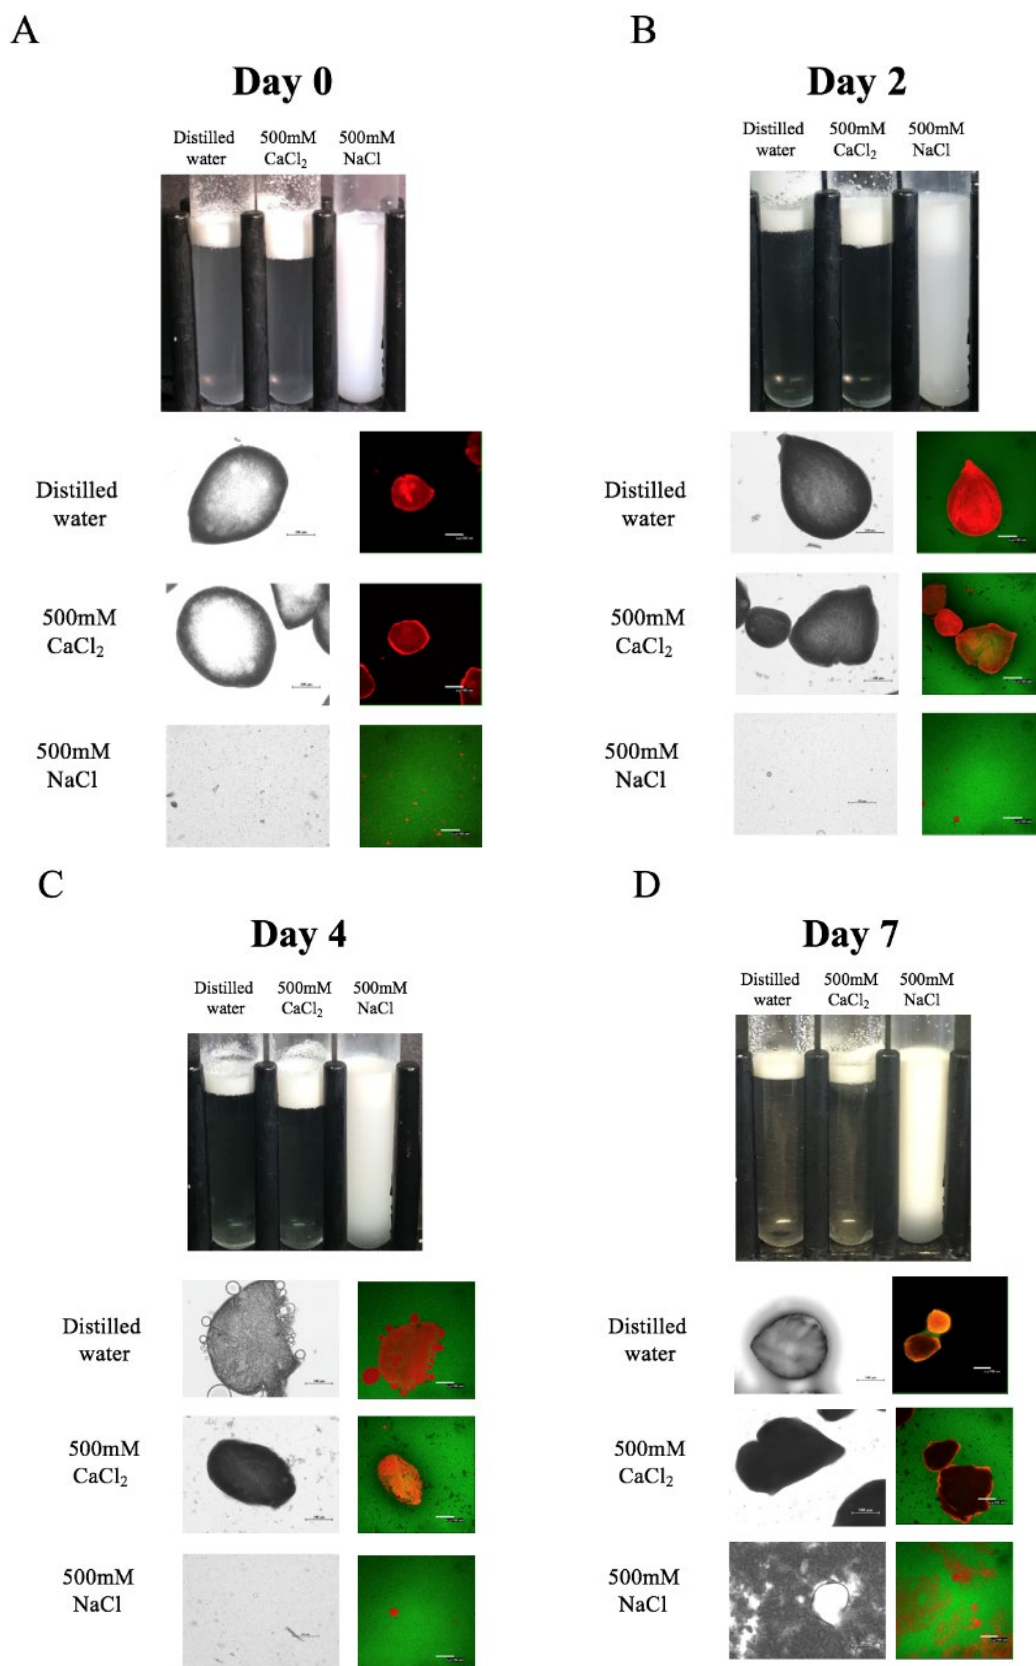 A
Day 0
Distilled water
500mM CaCl₂
500mM NaCl
Distilled
water
500mM
CaCl₂
500mM
NaCl
B
Day 2
Distilled water
500mM CaCl₂
500mM NaCl
Distilled
water
500mM
CaCl₂
500mM
NaCl
C
Day 4
Distilled water
500mM CaCl₂
500mM NaCl
Distilled
water
500mM
CaCl₂
500mM
NaCl
D
Day 7
Distilled water
500mM CaCl₂
500mM NaCl
Distilled
water
500mM
CaCl₂
500mM
NaCl